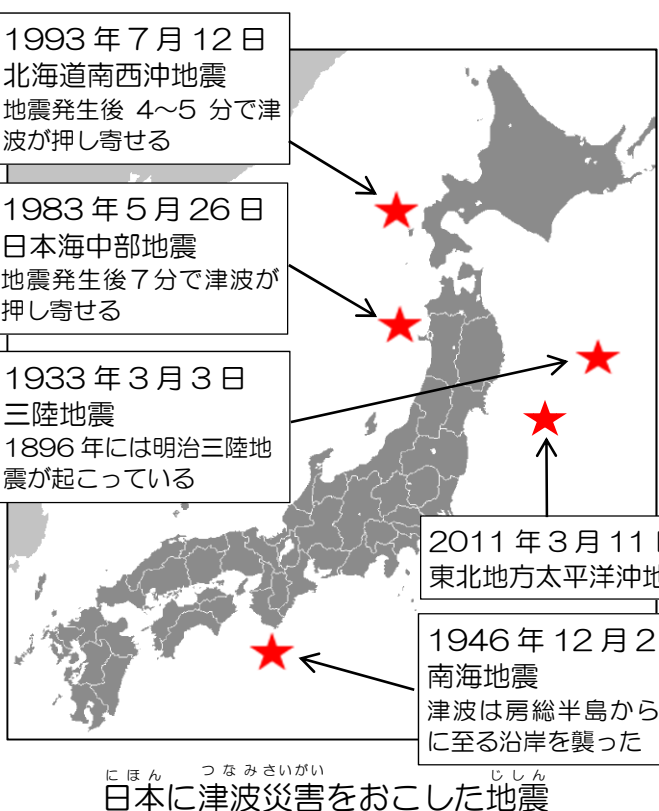 1993年7月12日
北海道南西沖地震
地震発生後 4～5 分で津
波が押し寄せる
1983年5月26日
日本海中部地震
地震発生後7分で津波が
押し寄せる
1933年3月3日
三陸地震
1896年には明治三陸地
震が起こっている
2011年3月11
東北地方太平洋沖地
1946年12月2
南海地震
津波は房総半島から
に至る沿岸を襲った
にほん つなみさいがい じしん
日本に津波災害をおこした地震